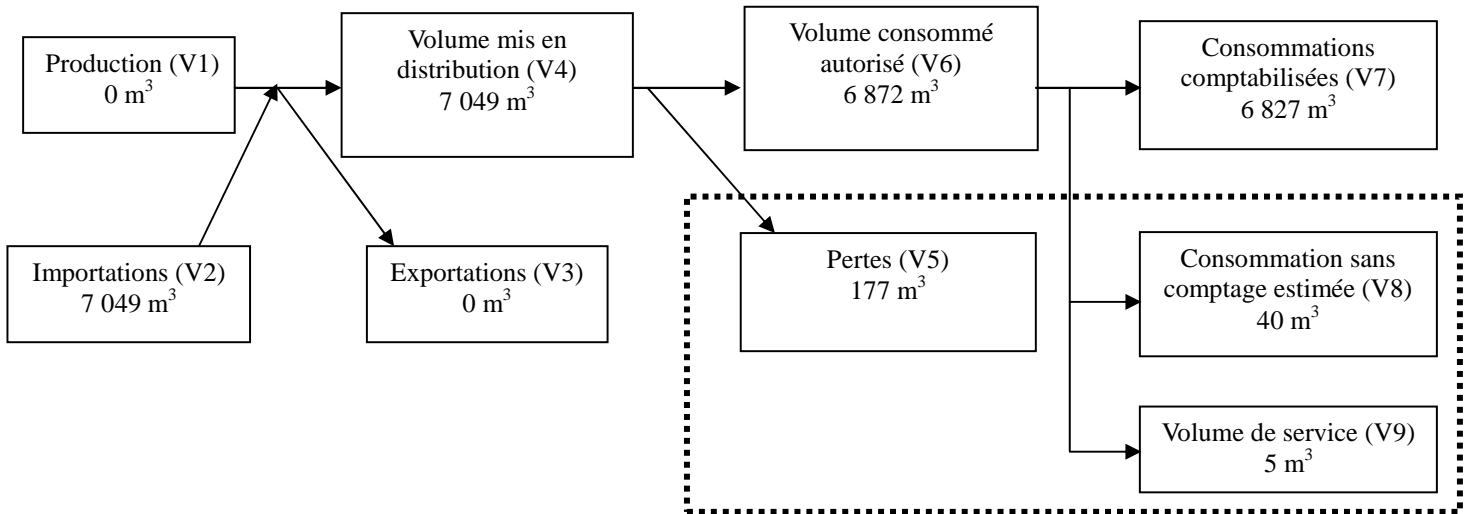 Production (V1)
0 m³
Volume mis en
distribution (V4)
7 049 m³
Volume consommé
autorisé (V6)
6 872 m³
Consommations
comptabilisées (V7)
6 827 m³
Importations (V2)
7 049 m³
Exportations (V3)
0 m³
Pertes (V5)
177 m³
Consommation sans
comptage estimée (V8)
40 m³
Volume de service (V9)
5 m³